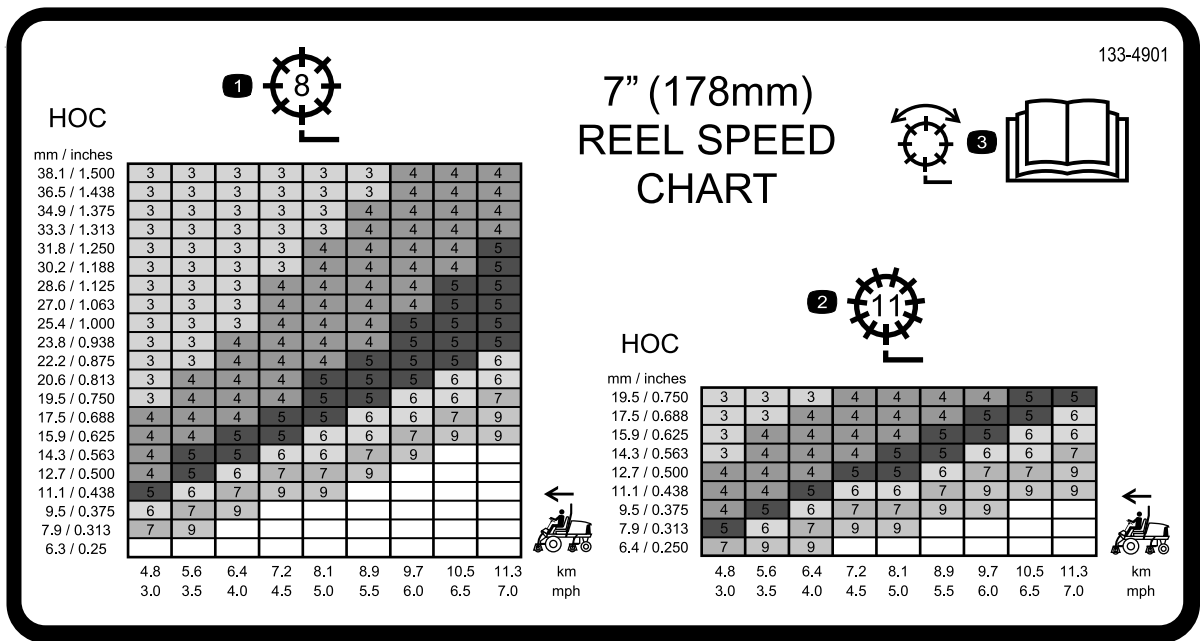 133-4901
7” (178mm)
REEL SPEED
CHART
1
8
3
HOC
mm / inches
38.1 / 1.500 3 3 3 3 3 3 4 4 4
36.5 / 1.438 3 3 3 3 3 3 4 4 4
34.9 / 1.375 3 3 3 3 3 4 4 4 4
33.3 / 1.313 3 3 3 3 3 4 4 4 4
31.8 / 1.250 3 3 3 3 4 4 4 4 5
30.2 / 1.188 3 3 3 3 4 4 4 4 5
28.6 / 1.125 3 3 3 4 4 4 4 5 5
27.0 / 1.063 3 3 3 4 4 4 4 5 5
25.4 / 1.000 3 3 3 4 4 4 5 5 5
23.8 / 0.938 3 3 4 4 4 4 5 5 5
22.2 / 0.875 3 3 4 4 4 5 5 5 6
20.6 / 0.813 3 4 4 4 5 5 5 6 6
19.5 / 0.750 3 4 4 4 5 5 6 6 7
17.5 / 0.688 4 4 4 5 5 6 6 7 9
15.9 / 0.625 4 4 5 5 6 6 7 9 9
14.3 / 0.563 4 5 5 6 6 7 9
12.7 / 0.500 4 5 6 7 7 9
11.1 / 0.438 5 6 7 9 9
9.5 / 0.375 6 7 9
7.9 / 0.313 7 9
6.3 / 0.25
4.8 5.6 6.4 7.2 8.1 8.9 9.7 10.5 11.3 km
3.0 3.5 4.0 4.5 5.0 5.5 6.0 6.5 7.0 mph
2
11
HOC
mm / inches
19.5 / 0.750 3 3 3 4 4 4 4 5 5
17.5 / 0.688 3 3 4 4 4 4 5 5 6
15.9 / 0.625 3 4 4 4 4 5 5 6 6
14.3 / 0.563 3 4 4 4 5 5 6 6 7
12.7 / 0.500 4 4 4 5 5 6 7 7 9
11.1 / 0.438 4 4 5 6 6 7 9 9 9
9.5 / 0.375 4 5 6 7 7 9 9
7.9 / 0.313 5 6 7 9 9
6.4 / 0.250 7 9 9
4.8 5.6 6.4 7.2 8.1 8.9 9.7 10.5 11.3 km
3.0 3.5 4.0 4.5 5.0 5.5 6.0 6.5 7.0 mph